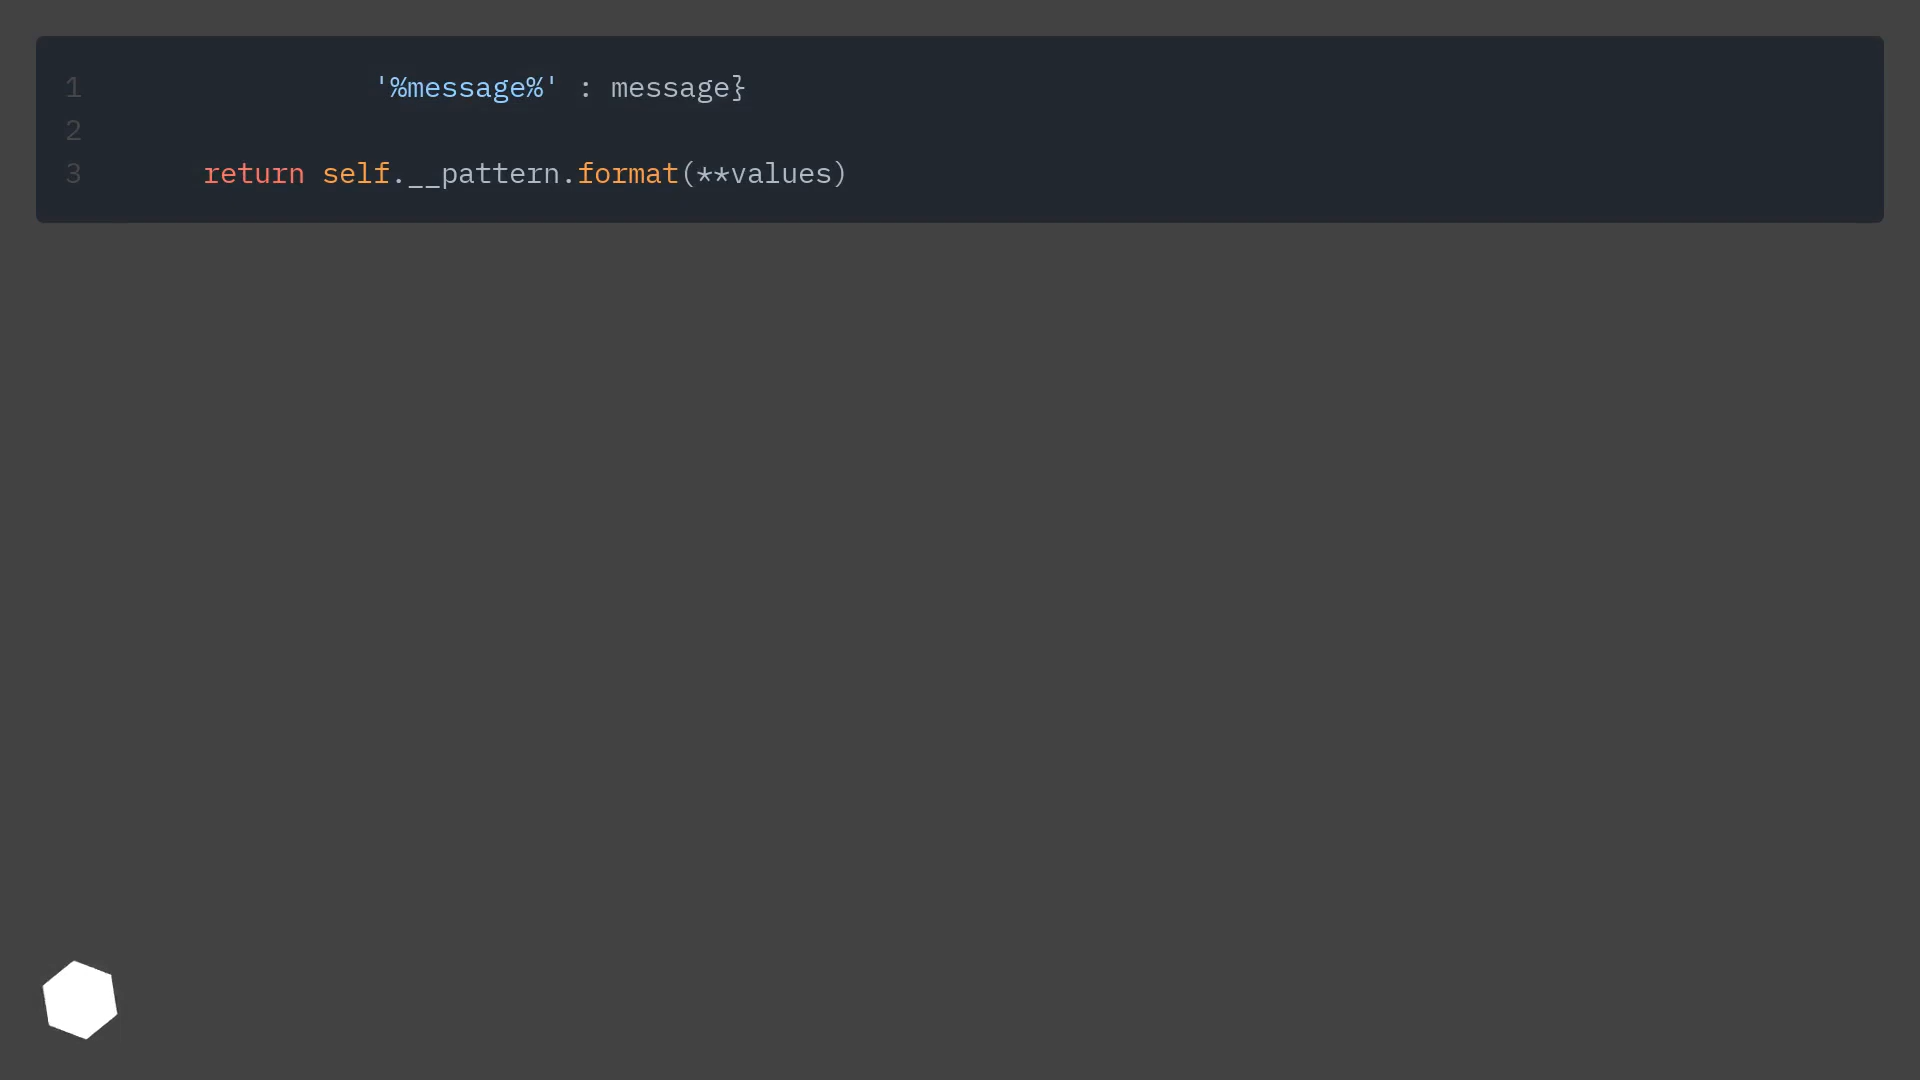 1 '%message%' : message}
2
3 return self.__pattern.format(**values)